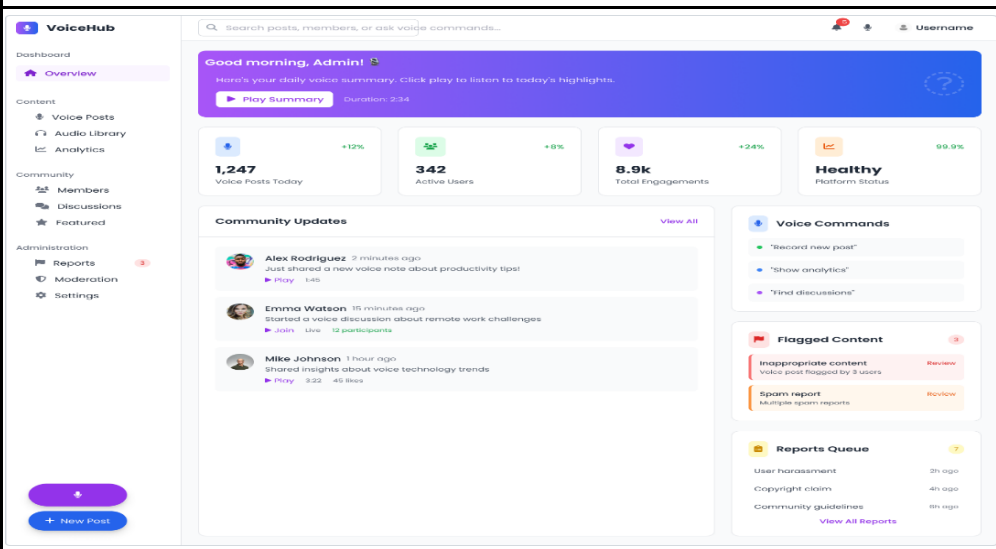 VoiceHub
Search posts, members, or ask voice commands...
5
Username
Dashboard
Overview
Content
Voice Posts
Audio Library
Analytics
Community
Members
Discussions
Featured
Administration
Reports 3
Moderation
Settings
+ New Post
Good morning, Admin!
Here's your daily voice summary. Click play to listen to today's highlights.
Play Summary Duration: 2:34
?
+12%
1,247
Voice Posts Today
+8%
342
Active Users
+24%
8.9k
Total Engagements
99.9%
Healthy
Platform Status
Community Updates View All
Alex Rodriguez 2 minutes ago
Just shared a new voice note about productivity tips!
Play 1:45
Emma Watson 15 minutes ago
Started a voice discussion about remote work challenges
Join Live 12 participants
Mike Johnson 1 hour ago
Shared insights about voice technology trends
Play 3:22 45 likes
Voice Commands
"Record new post"
"Show analytics"
"Find discussions"
Flagged Content 3
Inappropriate content Review
Voice post flagged by 3 users
Spam report Review
Multiple spam reports
Reports Queue 7
User harassment 2h ago
Copyright claim 4h ago
Community guidelines 11h ago
View All Reports